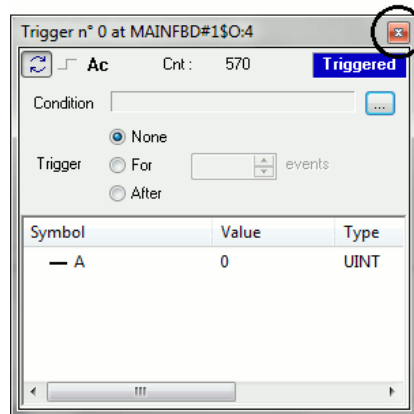 Trigger n° 0 at MAINFBD#1$O:4
Ac Cnt : 570 Triggered
Condition ...
None
Trigger For events
After
Symbol Value Type
A 0 UINT